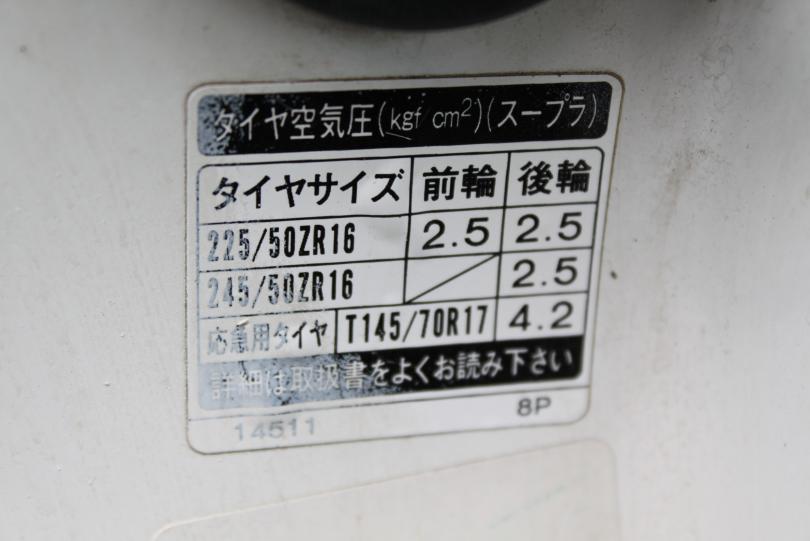 タイヤ空気圧(kgf cm2)(スープラ)
タイヤサイズ 前輪 後輪
225/50ZR16 2.5 2.5
245/50ZR16 2.5
応急用タイヤ T145/70R17 4.2
詳細は取扱書をよくお読み下さい
14511 8P